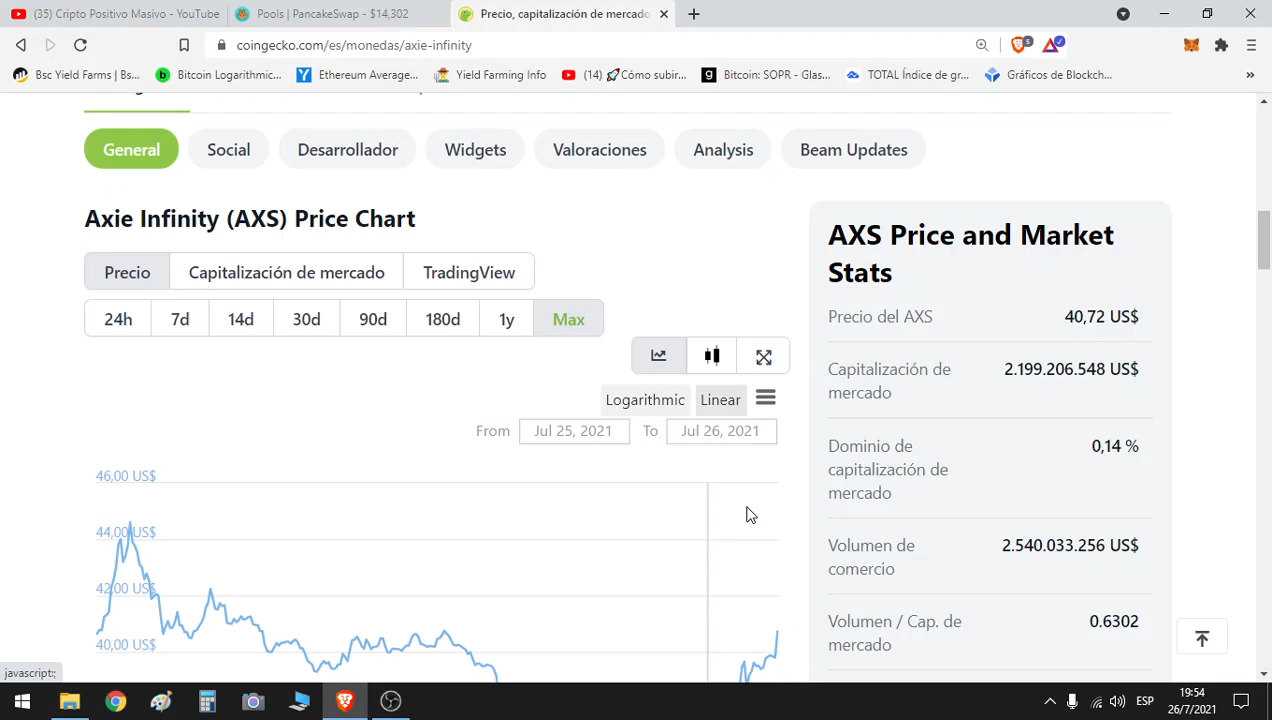 (35) Cripto Positivo Masivo - YouTube
Pools | PancakeSwap - $14,302
Precio, capitalización de mercado
coingecko.com/es/monedas/axie-infinity
5
Bsc Yield Farms | Bs...
Bitcoin Logarithmic...
Ethereum Average...
Yield Farming Info
(14) 🚀Cómo subir...
Bitcoin: SOPR - Glas...
TOTAL Índice de gr...
Gráficos de Blockch...
»
General
Social
Desarrollador
Widgets
Valoraciones
Analysis
Beam Updates
Axie Infinity (AXS) Price Chart
Precio
Capitalización de mercado
TradingView
24h
7d
14d
30d
90d
180d
1y
Max
Logarithmic
Linear
From
Jul 25, 2021
To
Jul 26, 2021
46,00 US$
44,00 US$
42,00 US$
40,00 US$
AXS Price and Market
Stats
Precio del AXS
40,72 US$
Capitalización de
mercado
2.199.206.548 US$
Dominio de
capitalización de
mercado
0,14 %
Volumen de
comercio
2.540.033.256 US$
Volumen / Cap. de
mercado
0.6302
javascript:;
ESP
19:54
26/7/2021